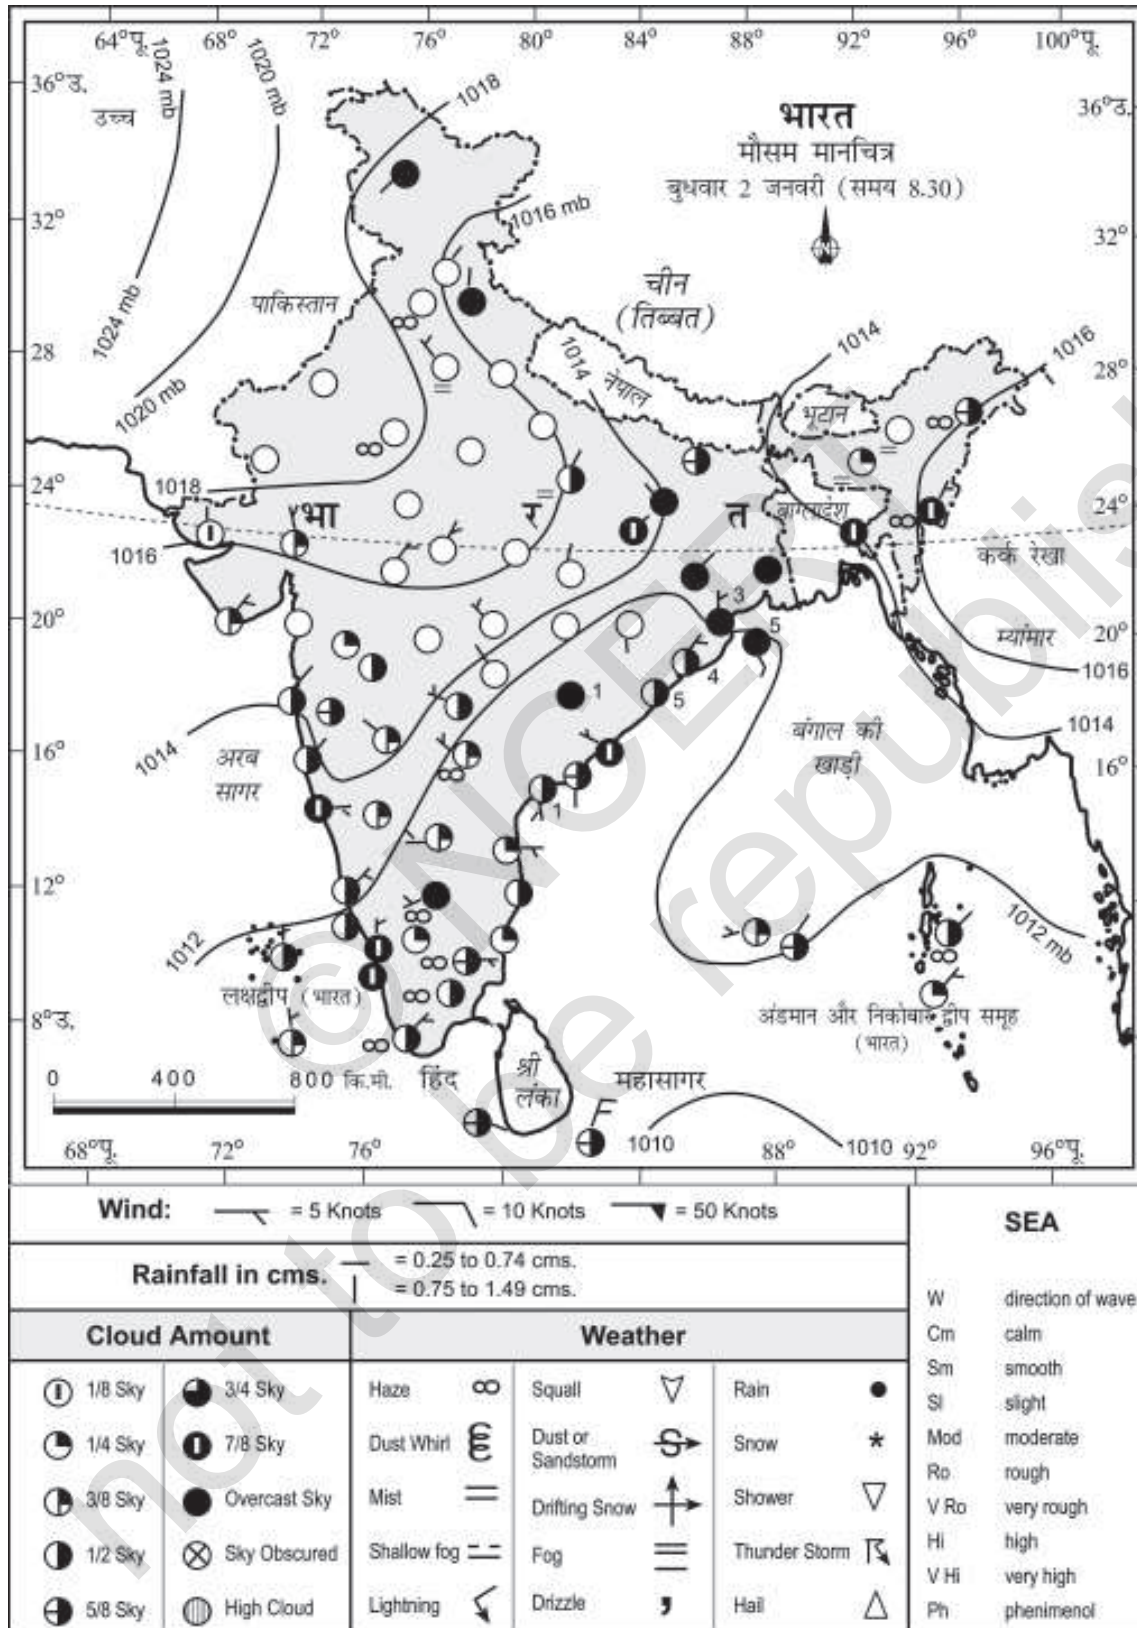 64°पू.
68°
72°
76°
80°
84°
88°
92°
96°
100°पू.
36°उ.
36°उ.
32°
32°
28°
28°
24°
24°
20°
20°
16°
16°
12°
8°उ.
1024 mb
1020 mb
1018
1016 mb
उच्च
भारत
मौसम मानचित्र
बुधवार 2 जनवरी (समय 8.30)
N
चीन
(तिब्बत)
पाकिस्तान
1024 mb
1020 mb
1014
नेपाल
1014
1016
भूटान
1018
1016
भा
र
त
बांग्लादेश
कर्क रेखा
म्यांमार
1016
1014
3
5
4
5
1
1
1014
अरब
सागर
बंगाल की
खाड़ी
1012
1012 mb
लक्षद्वीप (भारत)
अंडमान और निकोबार द्वीप समूह
(भारत)
0 400 800 कि.मी.
हिंद
महासागर
श्री
लंका
1010
1010
68°पू.
72°
76°
88°
92°
96°पू.
© NCERT
not to be republis
Wind: = 5 Knots = 10 Knots = 50 Knots
Rainfall in cms. = 0.25 to 0.74 cms.
= 0.75 to 1.49 cms.
Cloud Amount
1/8 Sky 3/4 Sky
1/4 Sky 7/8 Sky
3/8 Sky Overcast Sky
1/2 Sky Sky Obscured
5/8 Sky High Cloud
Weather
Haze Squall Rain
Dust Whirl Dust or Sandstorm Snow
Mist Drifting Snow Shower
Shallow fog Fog Thunder Storm
Lightning Drizzle Hail
SEA
W direction of wave
Cm calm
Sm smooth
Sl slight
Mod moderate
Ro rough
V Ro very rough
Hi high
V Hi very high
Ph phenimenol